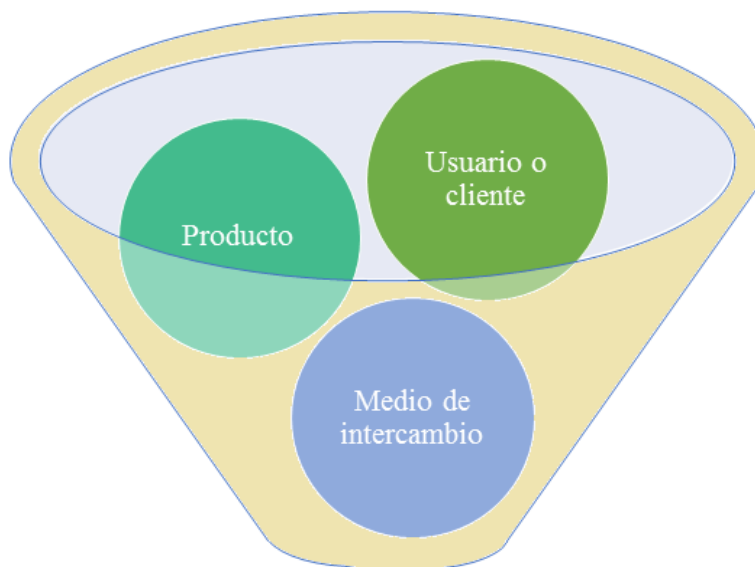 Usuario o
cliente
Producto
Medio de
intercambio